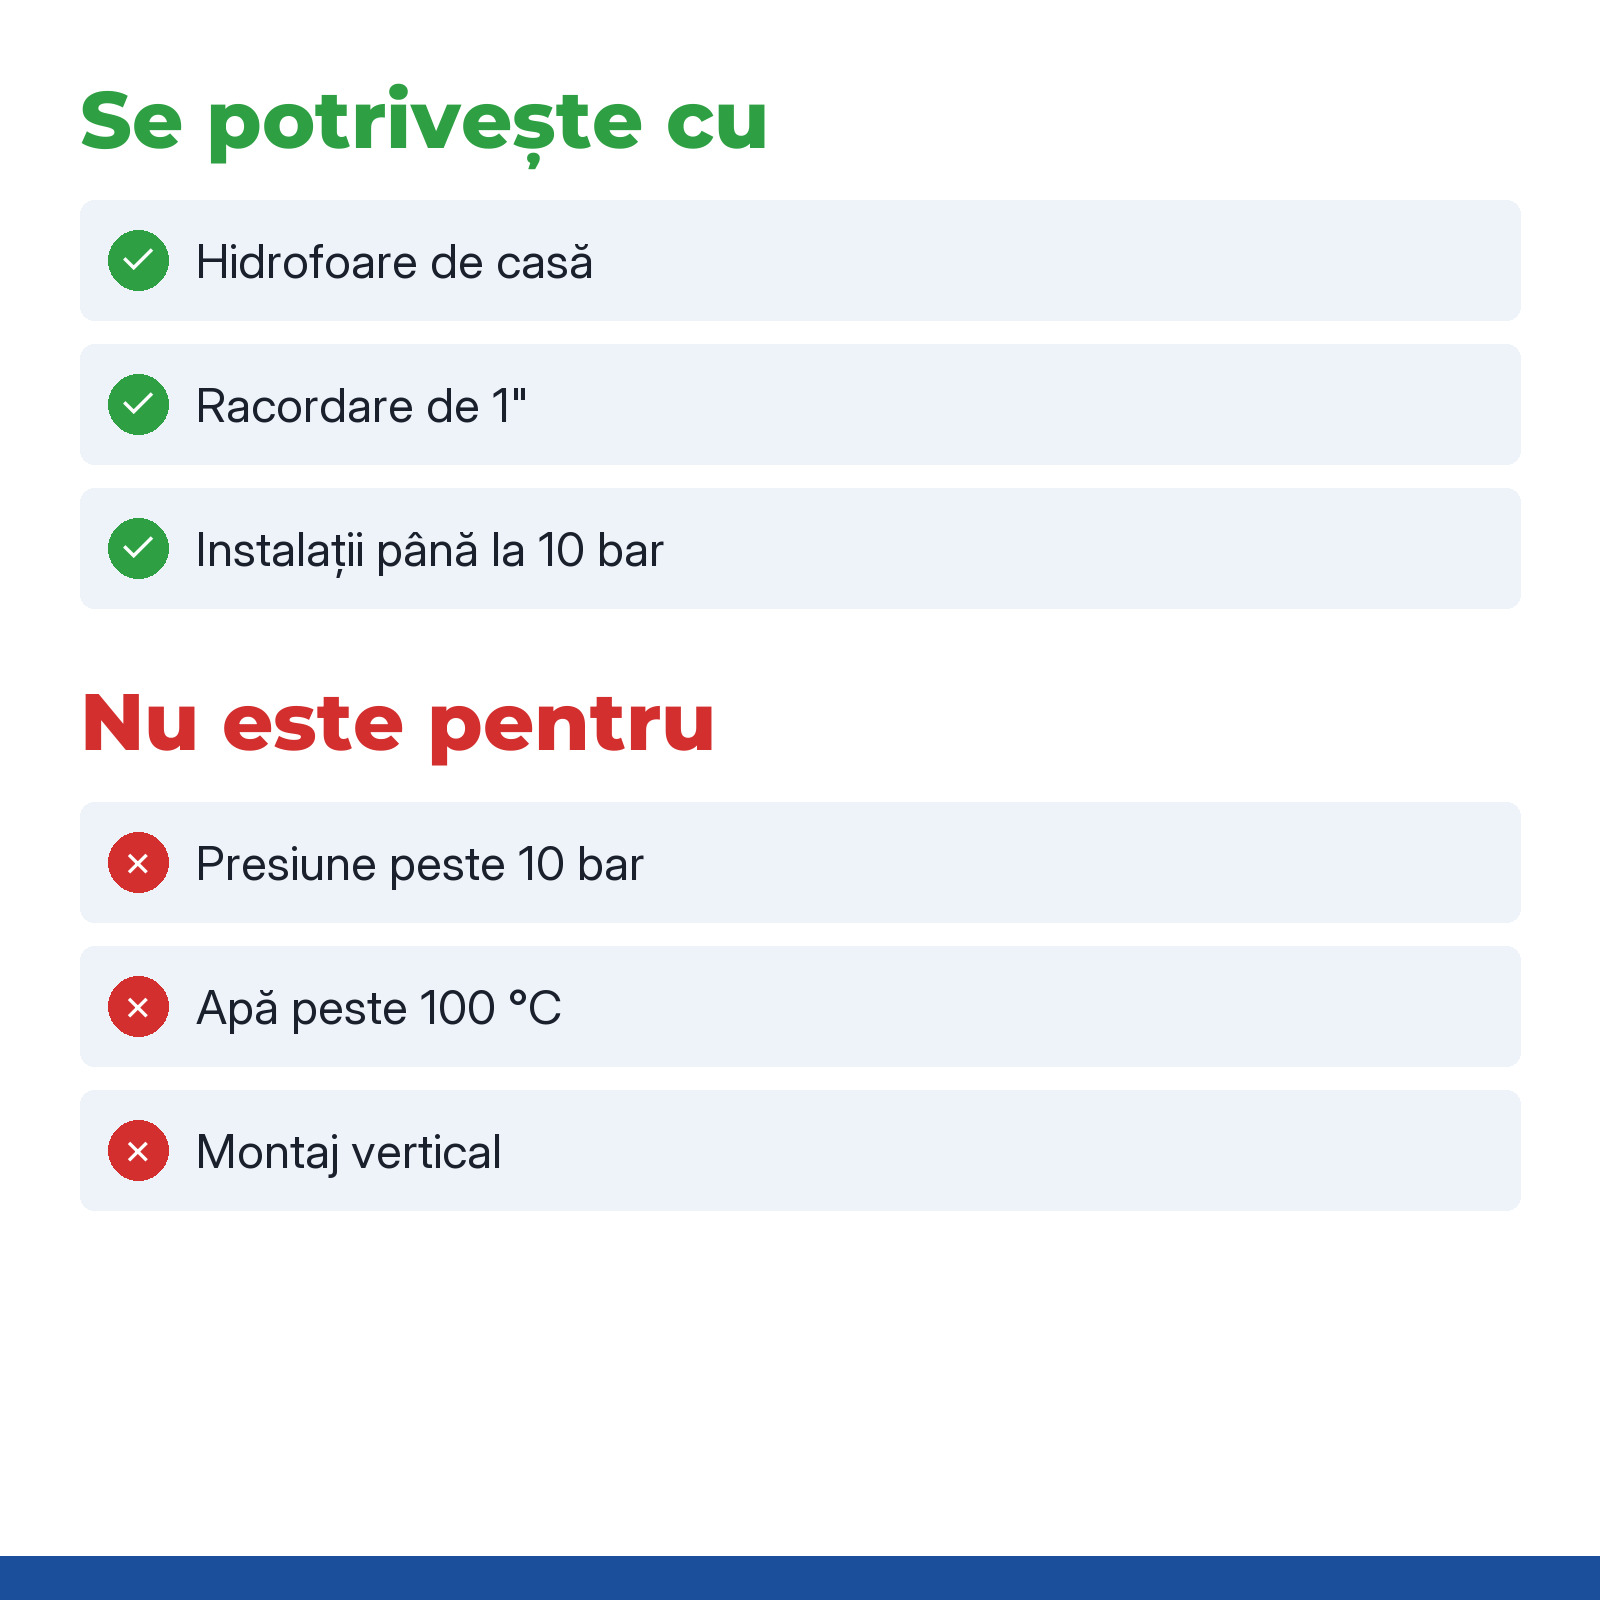 Se potrivește cu
Hidrofoare de casă
Racordare de 1"
Instalații până la 10 bar
Nu este pentru
Presiune peste 10 bar
Apă peste 100 °C
Montaj vertical